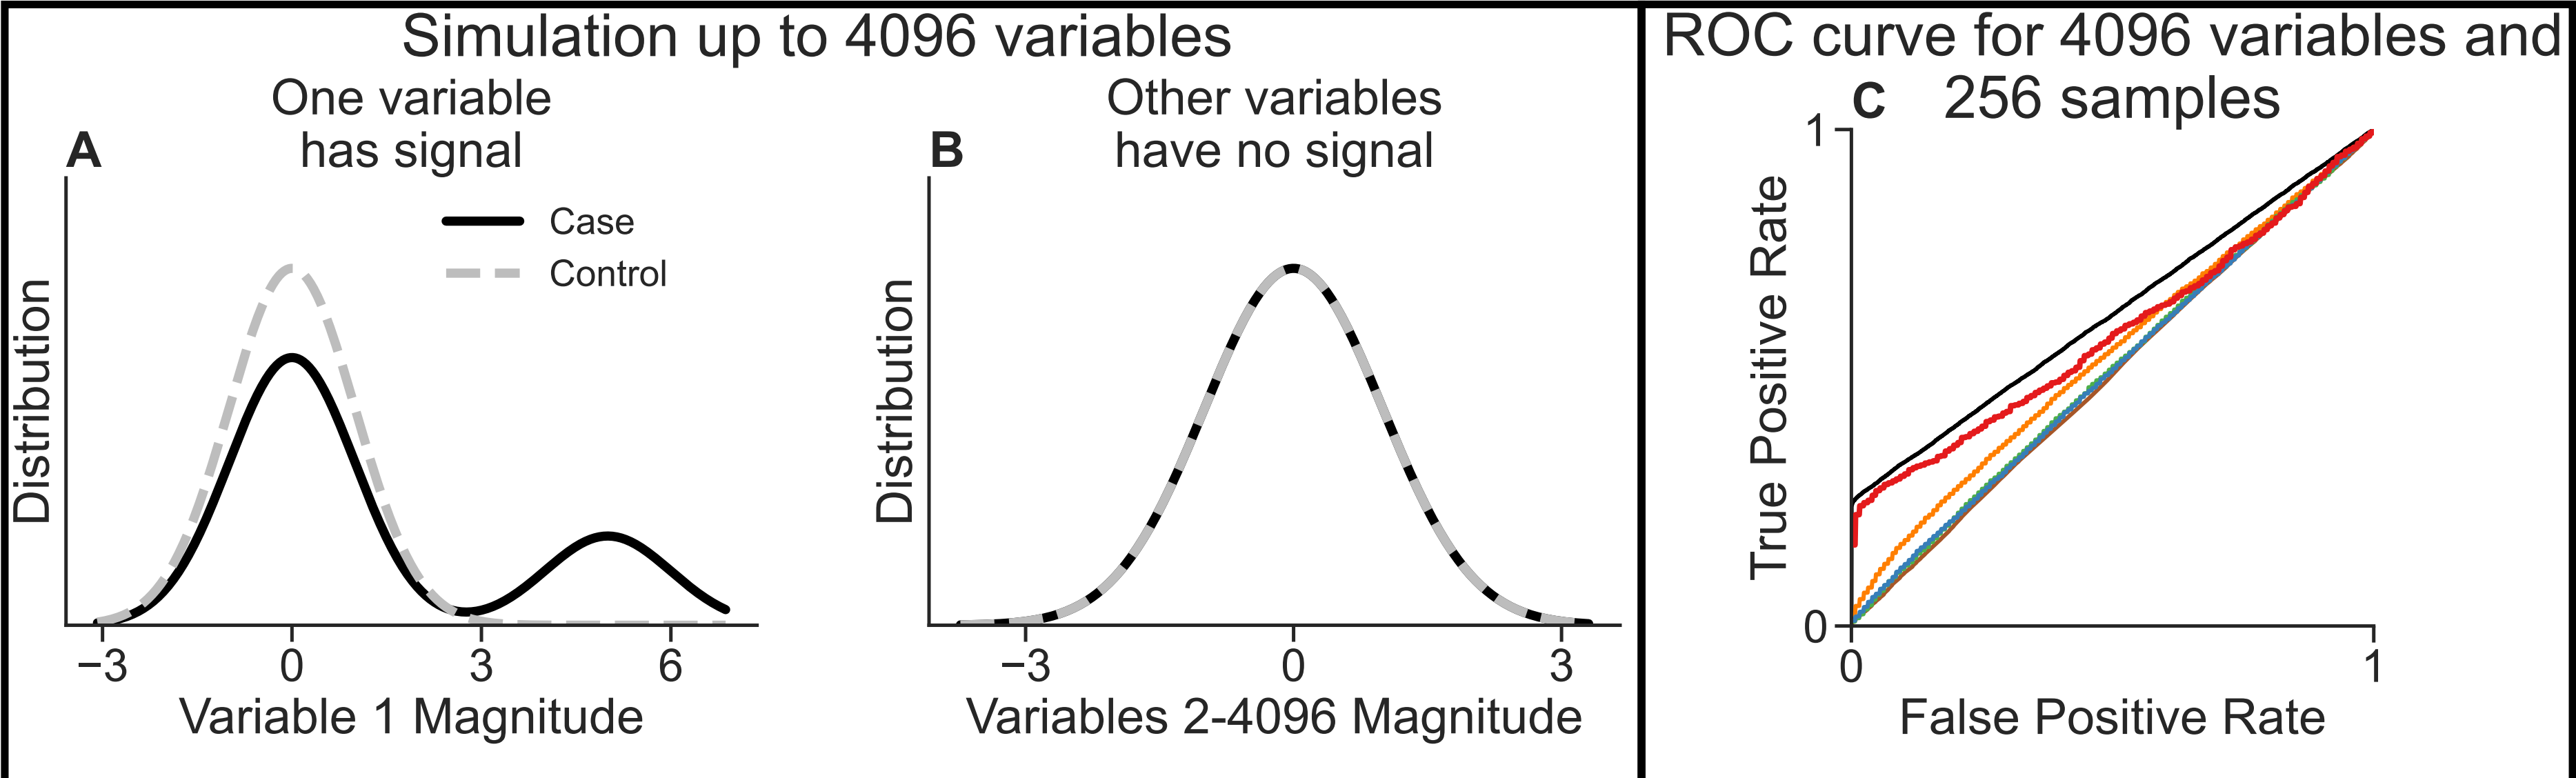 Simulation up to 4096 variables
One variable
has signal
A
Case
Control
Distribution
−3 0 3 6
Variable 1 Magnitude
Other variables
have no signal
B
Distribution
−3 0 3
Variables 2-4096 Magnitude
ROC curve for 4096 variables and
C 256 samples
1
True Positive Rate
0
0 1
False Positive Rate